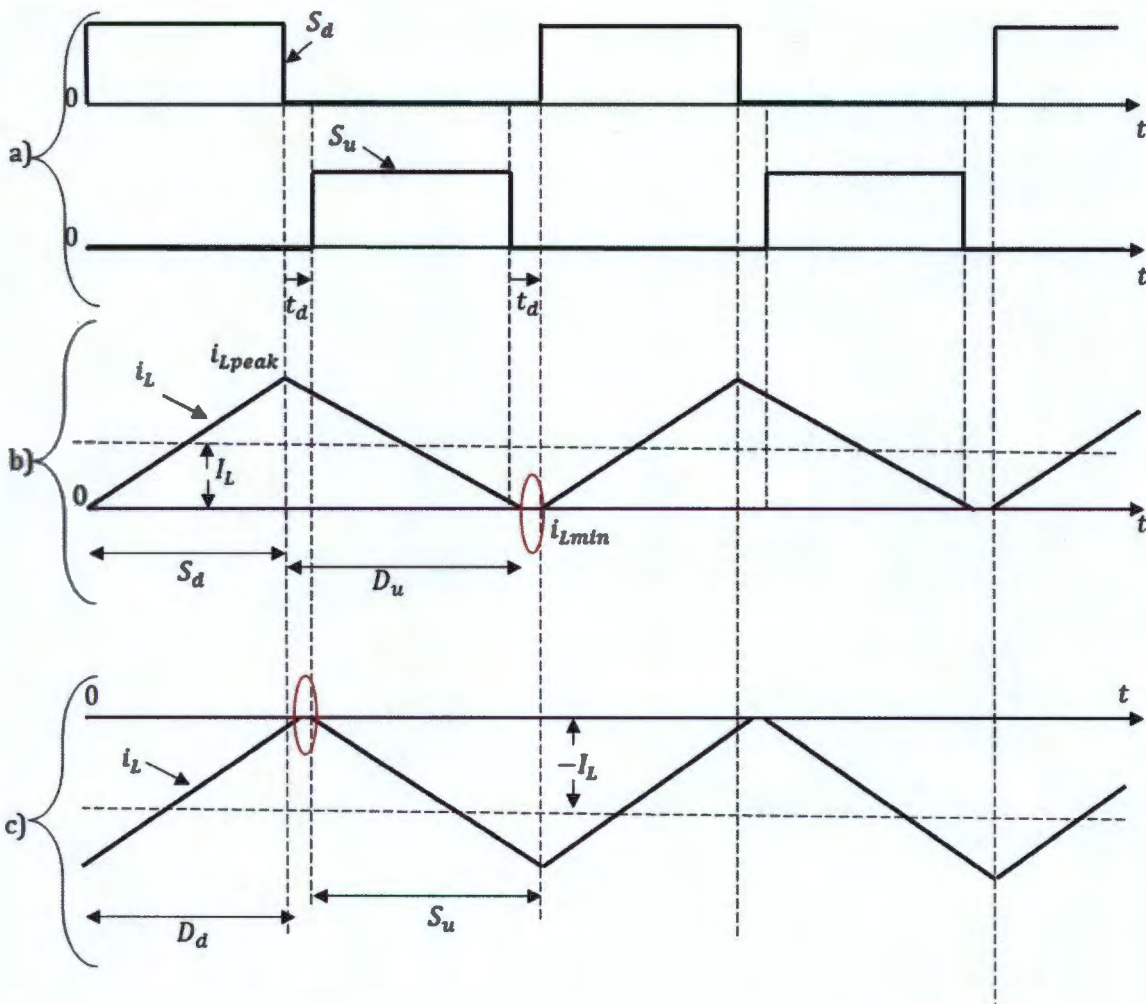 S_d
0
t
a)
S_u
0
t
t_d
t_d
i_Lpeak
i_L
b)
I_L
0
i_Lmin
t
S_d
D_u
0
t
i_L
−I_L
c)
S_u
D_d